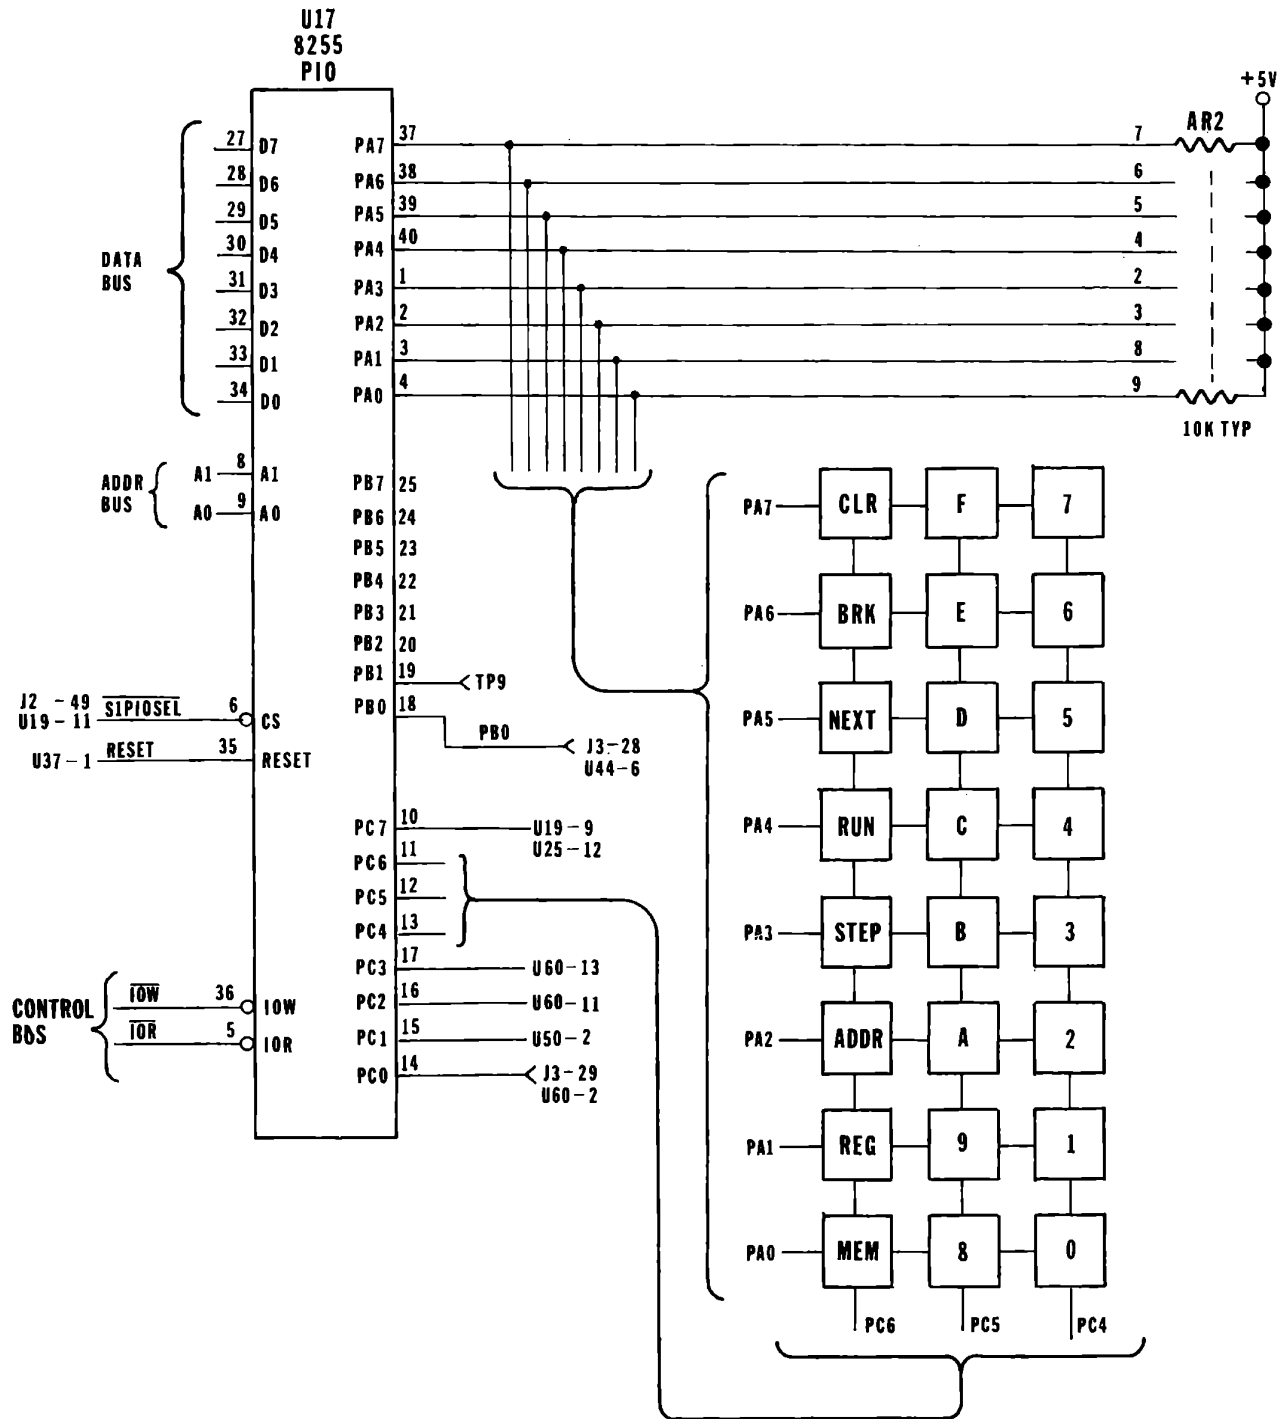 U17
8255
PIO
+5V
AR2
27 D7 PA7 37 7
28 D6 PA6 38 6
29 D5 PA5 39 5
30 D4 PA4 40 4
31 D3 PA3 1 2
32 D2 PA2 2 3
33 D1 PA1 3 8
34 D0 PA0 4 9
DATA
BUS
10K TYP
ADDR
BUS
A1 8 A1
A0 9 A0
PB7 25
PB6 24
PB5 23
PB4 22
PB3 21
PB2 20
PB1 19 TP9
PB0 18 PB0 J3-28
U44-6
J2 -49 S1PIOSEL 6 CS
U19-11
U37-1 RESET 35 RESET
PC7 10 U19-9
U25-12
PC6 11
PC5 12
PC4 13
PC3 17 U60-13
PC2 16 U60-11
PC1 15 U50-2
PC0 14 J3-29
U60-2
CONTROL
BUS
IOW 36 IOW
IOR 5 IOR
PA7 CLR F 7
PA6 BRK E 6
PA5 NEXT D 5
PA4 RUN C 4
PA3 STEP B 3
PA2 ADDR A 2
PA1 REG 9 1
PA0 MEM 8 0
PC6 PC5 PC4